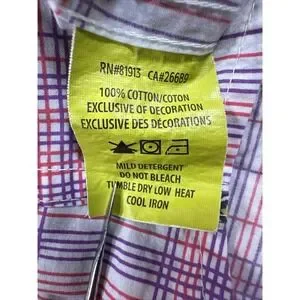 RN#81913 CA#26689
100% COTTON/COTON
EXCLUSIVE OF DECORATION
EXCLUSIVE DES DÉCORATIONS
MILD DETERGENT
DO NOT BLEACH
TUMBLE DRY LOW HEAT
COOL IRON